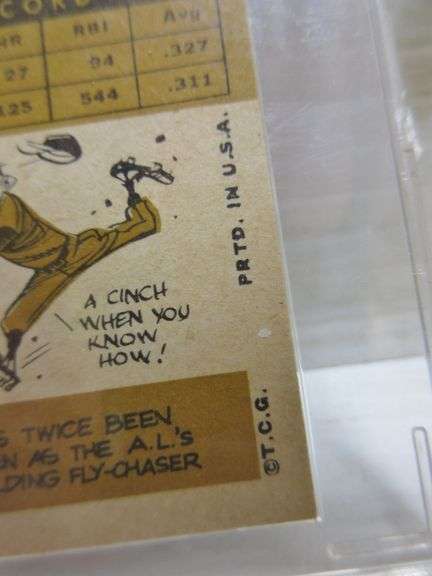 CORD
HR RBI Avg
27 94 .327
125 544 .311
PRTD. IN U.S.A.
A CINCH
WHEN YOU
KNOW
HOW!
TWICE BEEN
AS THE A.L.'s
FLY-CHASER
©T.C.G.